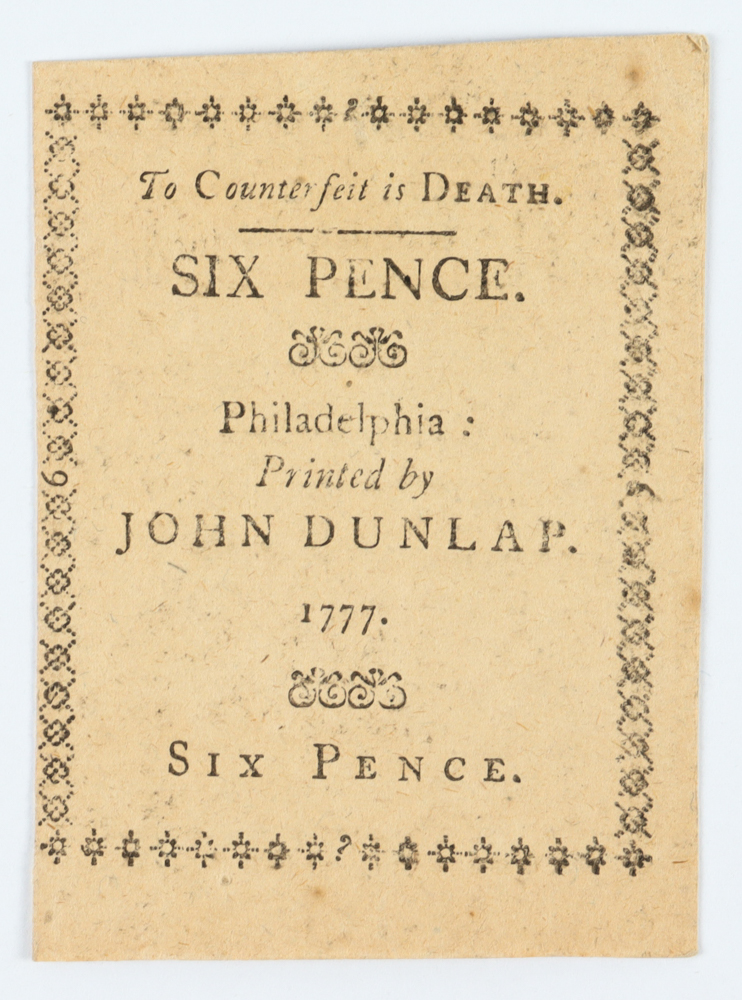 To Counterfeit is DEATH.
SIX PENCE.
Philadelphia :
Printed by
JOHN DUNLAP.
1777.
SIX PENCE.